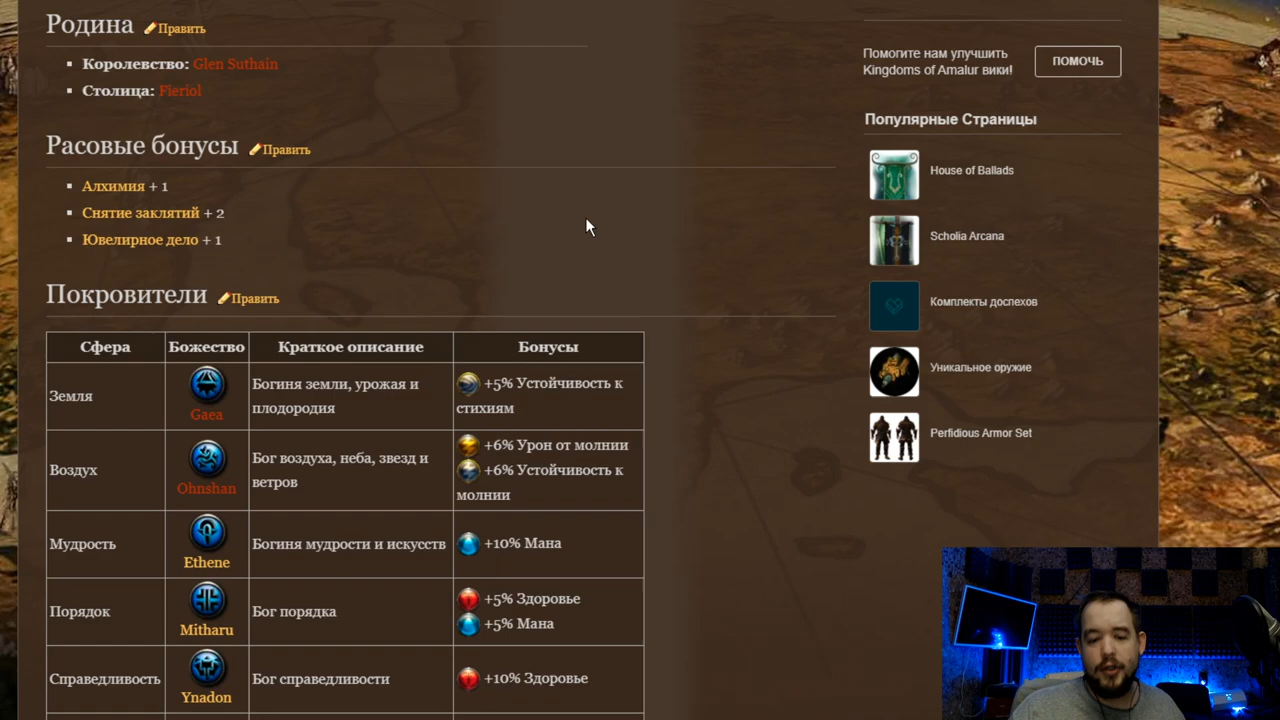 Родина Править
Королевство: Glen Suthain
Столица: Fieriol
Расовые бонусы Править
Алхимия + 1
Снятие заклятий + 2
Ювелирное дело + 1
Покровители Править
Сфера Божество Краткое описание Бонусы
Земля Gaea Богиня земли, урожая и
плодородия +5% Устойчивость к
стихиям
Воздух Ohnshan Бог воздуха, неба, звезд и
ветров +6% Урон от молнии
+6% Устойчивость к
молнии
Мудрость Ethene Богиня мудрости и искусств +10% Мана
Порядок Mitharu Бог порядка +5% Здоровье
+5% Мана
Справедливость Ynadon Бог справедливости +10% Здоровье
Помогите нам улучшить
Kingdoms of Amalur вики!
ПОМОЧЬ
Популярные Страницы
House of Ballads
Scholia Arcana
Комплекты доспехов
Уникальное оружие
Perfidious Armor Set